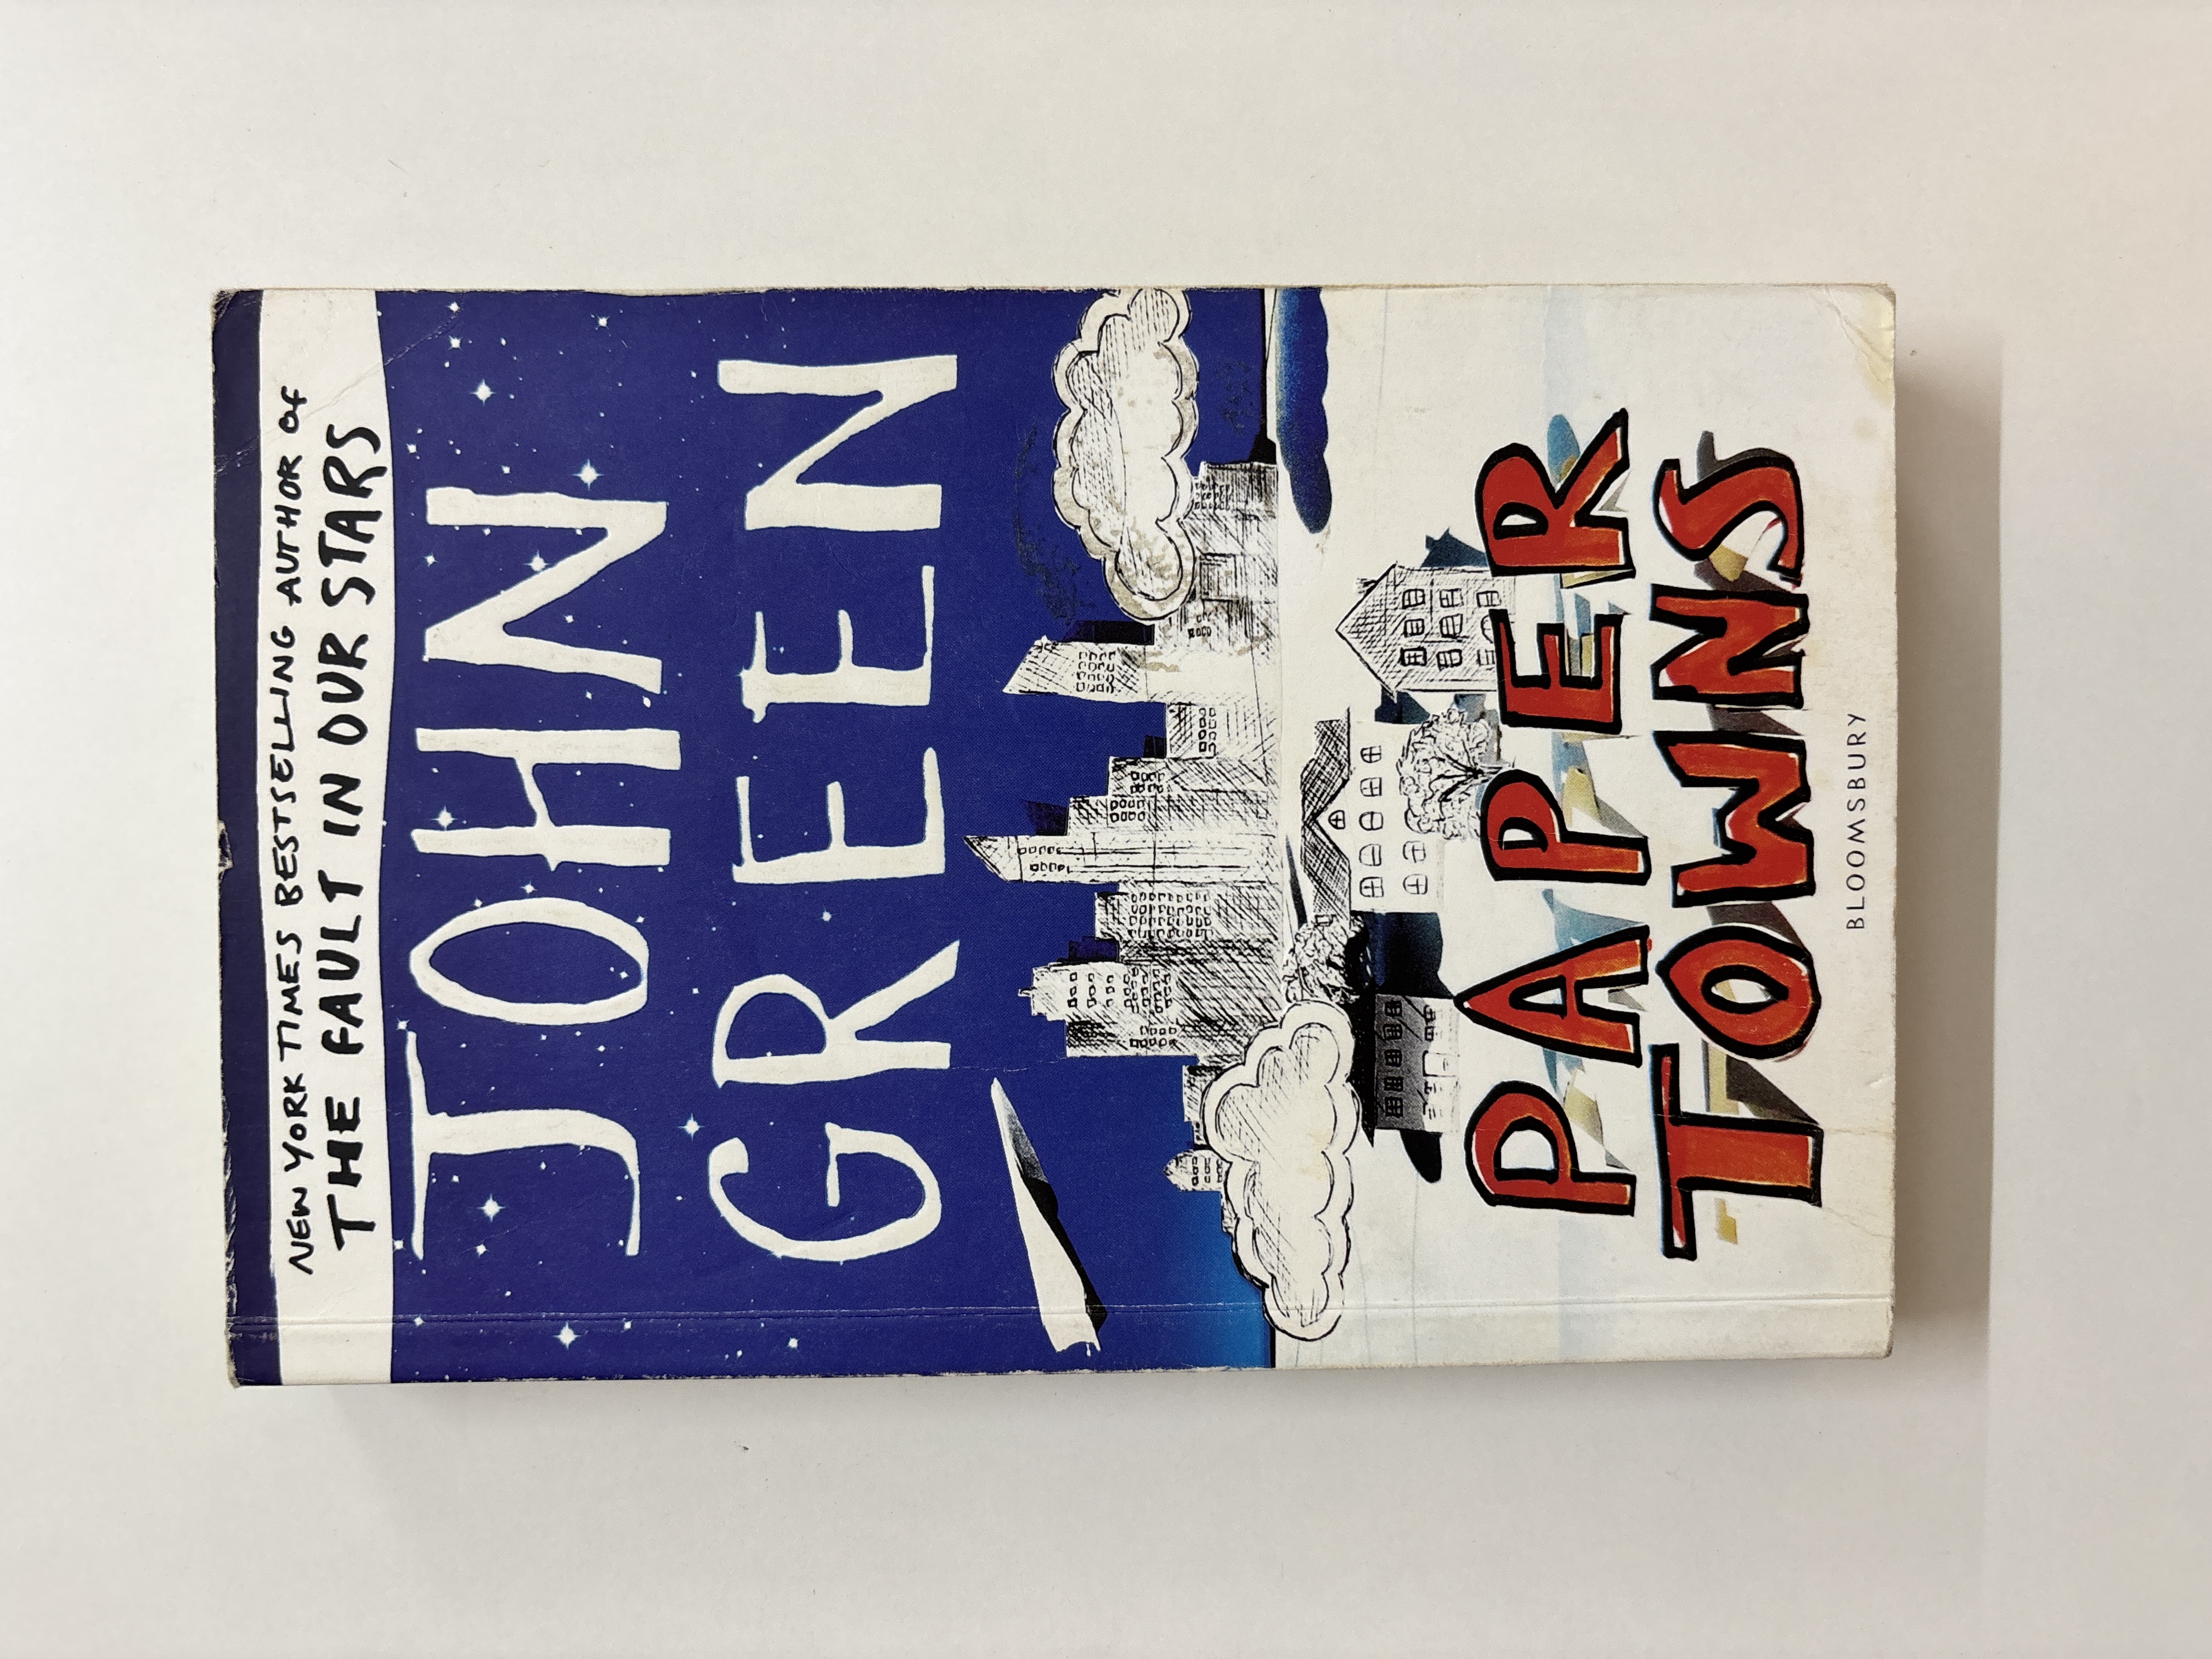 NEW YORK TIMES BESTSELLING AUTHOR OF
THE FAULT IN OUR STARS
JOHN
GREEN
PAPER
TOWNS
BLOOMSBURY